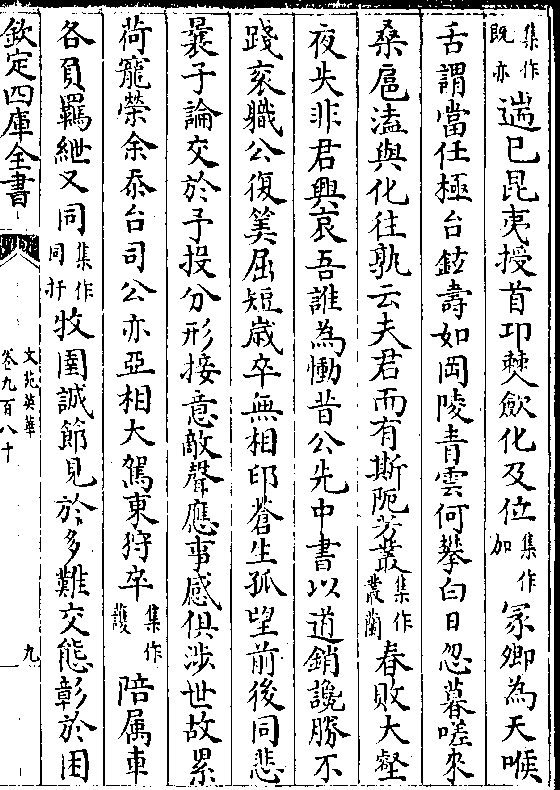 集作既亦遄已昆夷授首邛僰歛化及位集作加冢卿為天喉
舌謂當任極台鉉壽如岡陵青雲何攀白日忽暮嗟來
桑扈溘與化往孰云夫君而有斯阨芳叢集作叢蘭春敗大壑
夜失非君興哀吾誰為慟昔公先中書以道銷讒勝不
踐衮職公復筭屈短歲卒無相印蒼生孤望前後同悲
曩子論交於予投分形接意敵聲應事感俱涉世故累
荷寵榮余忝台司公亦亞相大駕東狩卒集作護陪属車
各負羈紲又同集作同扞牧圉誠節見於多難交態彰於困
欽定四庫全書
文苑英華
卷九百八十
九